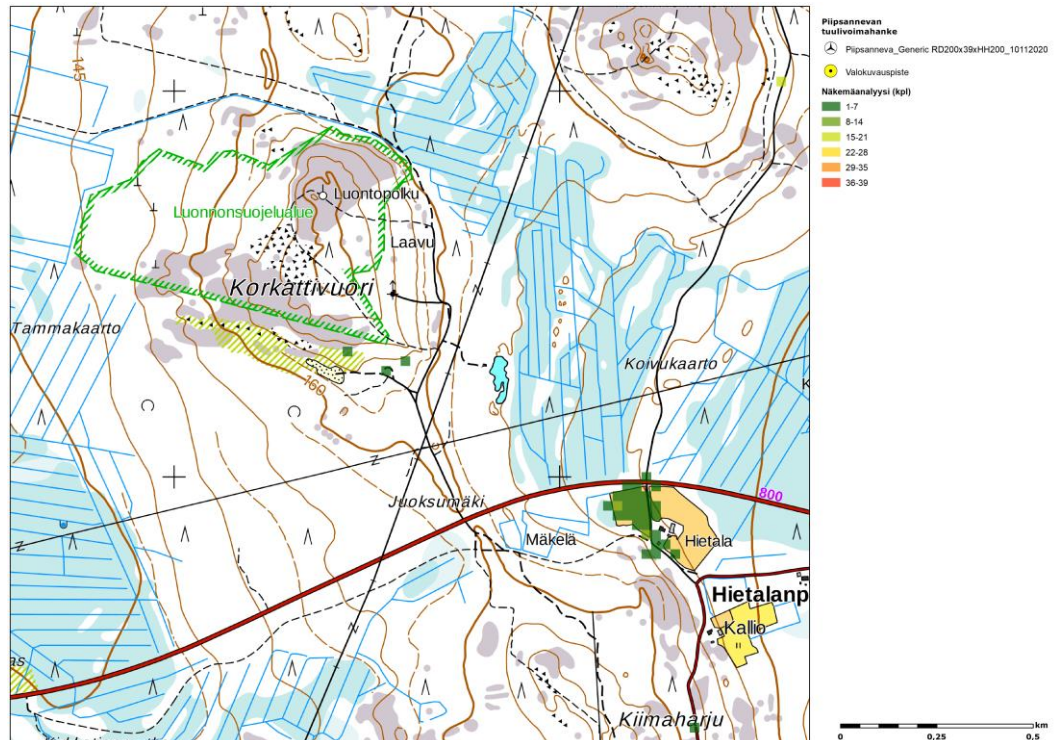 145
Luontopolku
Luonnonsuojelualue
Laavu
Korkattivuori
Tammakaarto
Koivukaarto
K
160
800
Juoksumäki
Mäkelä
Hietala
Hietalanp
Kallio
as
Kiimaharju
Piipsannevan
tuulivoimahanke
Piipsanneva_Generic RD200x39xHH200_10112020
Valokuvauspiste
Näkemäanalyysi (kpl)
1-7
8-14
15-21
22-28
29-35
36-39
km
0 0,25 0,5